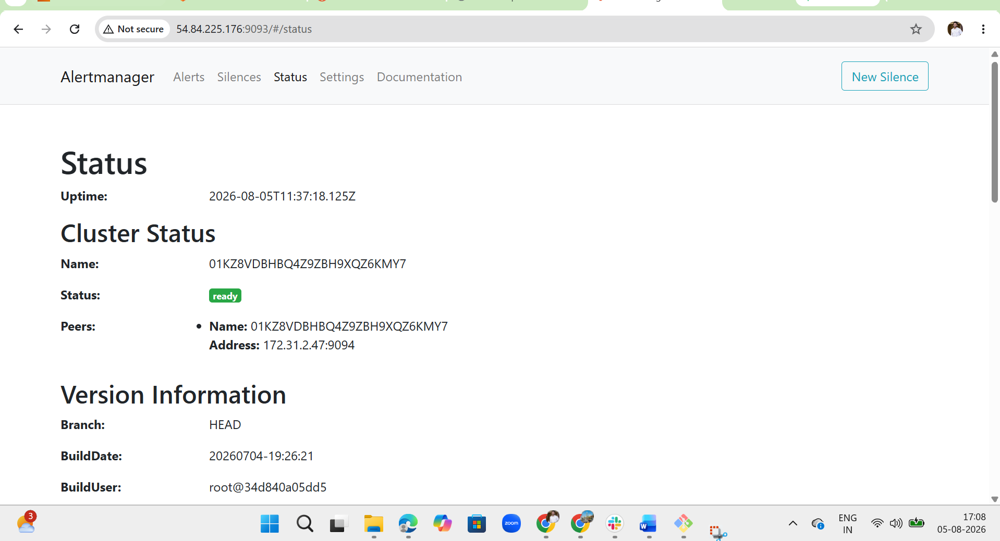 Not secure
54.84.225.176:9093/#/status
Alertmanager Alerts Silences Status Settings Documentation New Silence
Status
Uptime: 2026-08-05T11:37:18.125Z
Cluster Status
Name: 01KZ8VDBHBQ4Z9ZBH9XQZ6KMY7
Status: ready
Peers: Name: 01KZ8VDBHBQ4Z9ZBH9XQZ6KMY7
Address: 172.31.2.47:9094
Version Information
Branch: HEAD
BuildDate: 20260704-19:26:21
BuildUser: root@34d840a05dd5
3
zoom
W
ENG
IN
17:08
05-08-2026